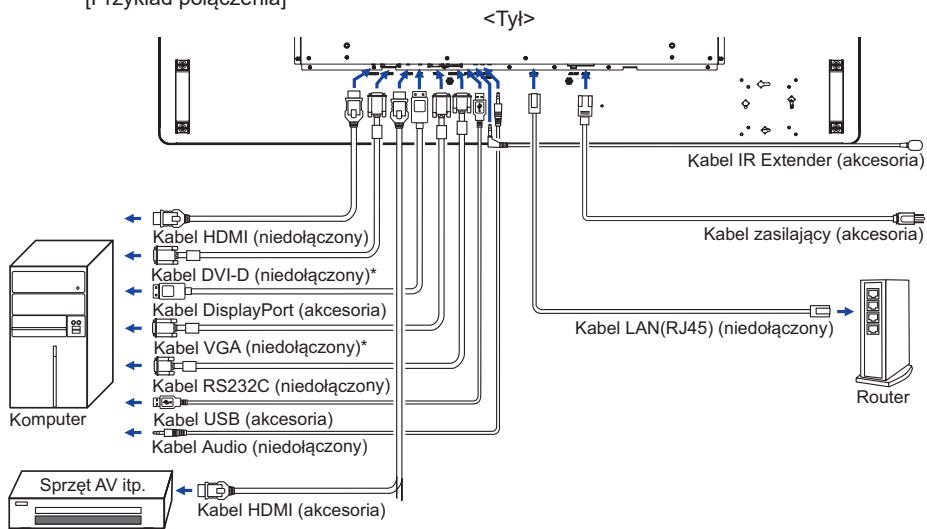 [Przykład połączenia]
<Tył>
Kabel IR Extender (akcesoria)
Kabel HDMI (niedołączony)
Kabel zasilający (akcesoria)
Kabel DVI-D (niedołączony)*
Kabel DisplayPort (akcesoria)
Kabel LAN(RJ45) (niedołączony)
Kabel VGA (niedołączony)*
Kabel RS232C (niedołączony)
Router
Komputer
Kabel USB (akcesoria)
Kabel Audio (niedołączony)
Sprzęt AV itp.
Kabel HDMI (akcesoria)